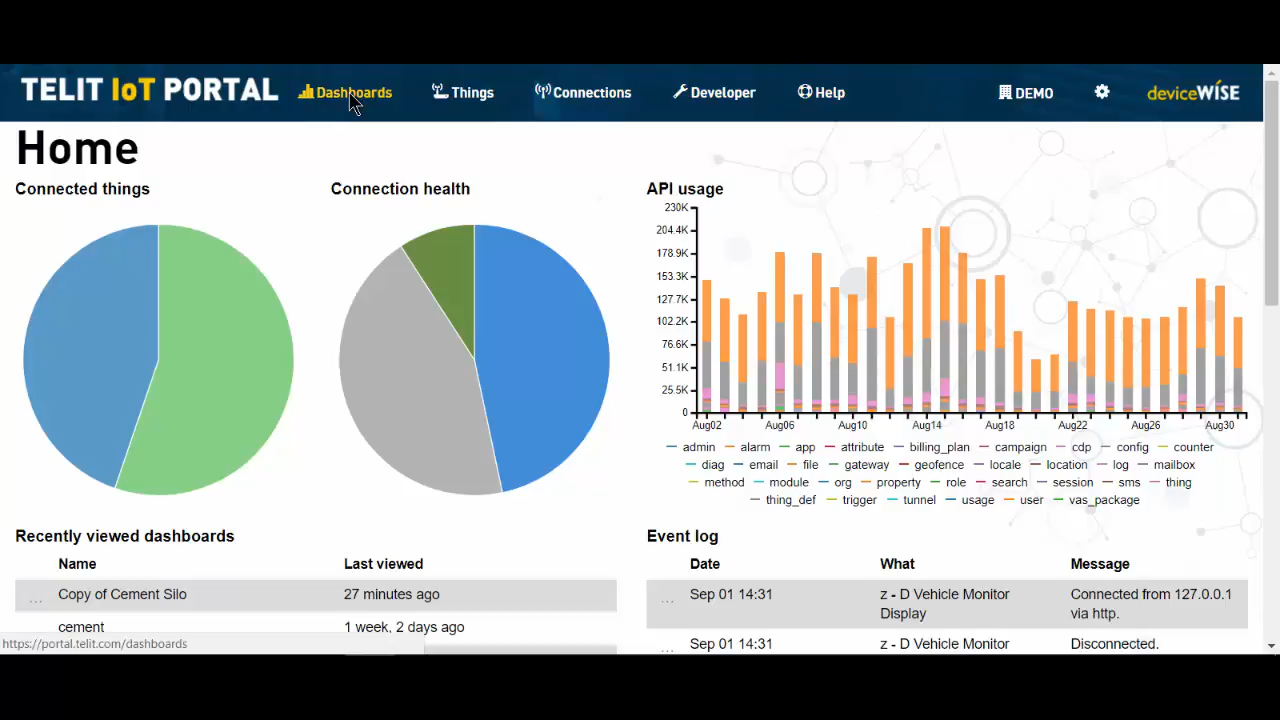 TELIT IoT PORTAL
Dashboards
Things
Connections
Developer
Help
DEMO
deviceWISE
Home
Connected things
Connection health
API usage
230K
204.4K
178.9K
153.3K
127.7K
102.2K
76.6K
51.1K
25.5K
0
Aug02 Aug06 Aug10 Aug14 Aug18 Aug22 Aug26 Aug30
admin alarm app attribute billing_plan campaign cdp config counter
diag email file gateway geofence locale location log mailbox
method module org property role search session sms thing
thing_def trigger tunnel usage user vas_package
Recently viewed dashboards
Name Last viewed
... Copy of Cement Silo 27 minutes ago
cement 1 week, 2 days ago
Event log
Date What Message
... Sep 01 14:31 z - D Vehicle Monitor Connected from 127.0.0.1
Display via http.
... Sep 01 14:31 z - D Vehicle Monitor Disconnected.
https://portal.telit.com/dashboards